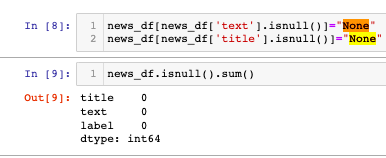 In [8]:
1 news_df[news_df['text'].isnull()]="None"
2 news_df[news_df['title'].isnull()]="None"
In [9]:
1 news_df.isnull().sum()
Out[9]:
title 0
text 0
label 0
dtype: int64